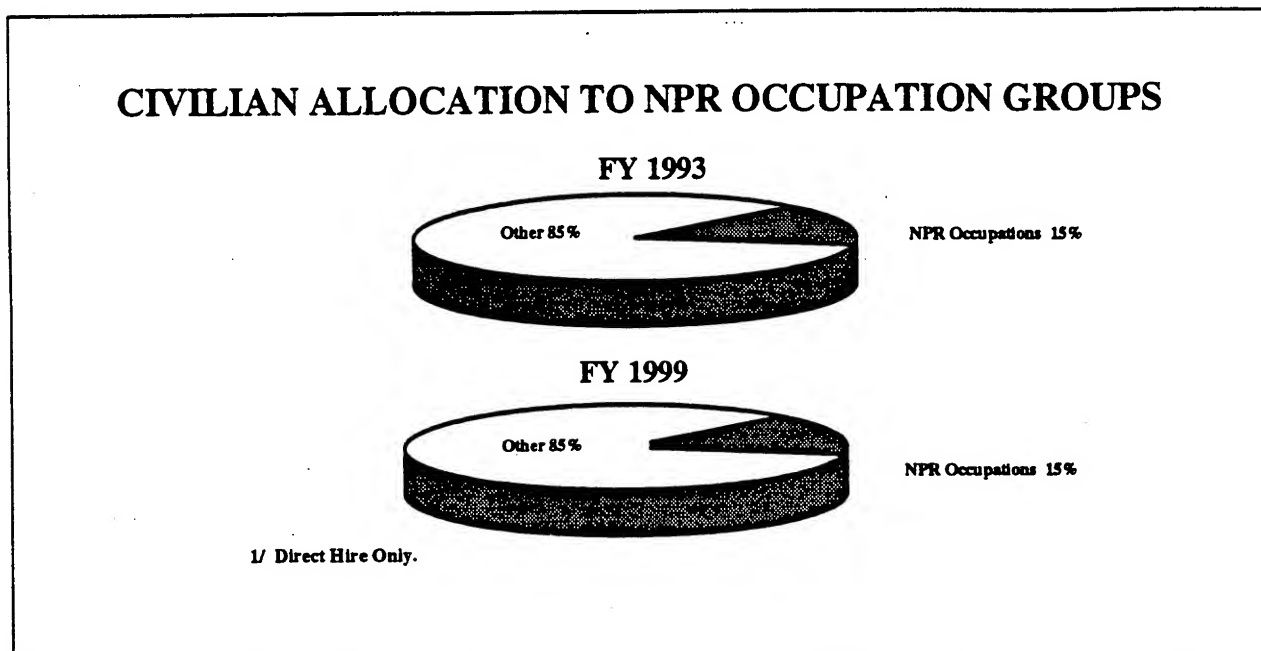 CIVILIAN ALLOCATION TO NPR OCCUPATION GROUPS
FY 1993
Other 85%
NPR Occupations 15%
FY 1999
Other 85%
NPR Occupations 15%
1/ Direct Hire Only.